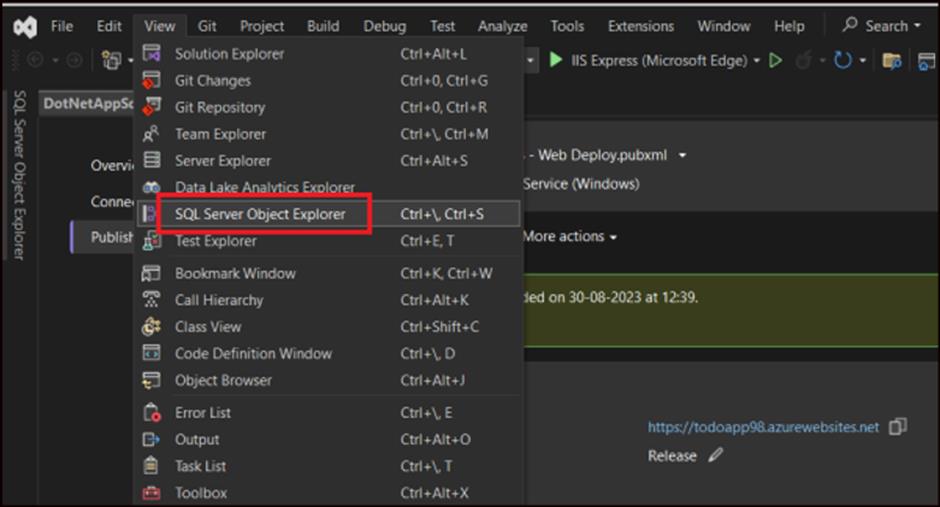 File Edit View Git Project Build Debug Test Analyze Tools Extensions Window Help Search
IIS Express (Microsoft Edge)
SQL Server Object Explorer
DotNetAppSc
Overvi
Conne
Publish
Solution Explorer Ctrl+Alt+L
Git Changes Ctrl+0, Ctrl+G
Git Repository Ctrl+0, Ctrl+R
Team Explorer Ctrl+\, Ctrl+M
Server Explorer Ctrl+Alt+S
Data Lake Analytics Explorer
SQL Server Object Explorer Ctrl+\, Ctrl+S
Test Explorer Ctrl+E, T
Bookmark Window Ctrl+K, Ctrl+W
Call Hierarchy Ctrl+Alt+K
Class View Ctrl+Shift+C
Code Definition Window Ctrl+\, D
Object Browser Ctrl+Alt+J
Error List Ctrl+\, E
Output Ctrl+Alt+O
Task List Ctrl+\, T
Toolbox Ctrl+Alt+X
- Web Deploy.pubxml
Service (Windows)
More actions
ded on 30-08-2023 at 12:39.
https://todoapp98.azurewebsites.net
Release